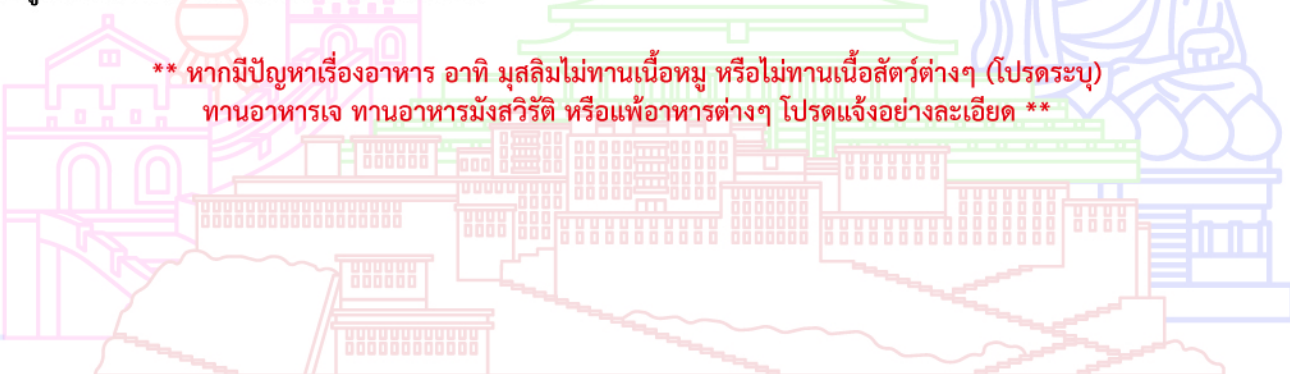 ** หากมีปัญหาเรื่องอาหาร อาทิ มุสลิมไม่ทานเนื้อหมู หรือไม่ทานเนื้อสัตว์ต่างๆ (โปรดระบุ)
ทานอาหารเจ ทานอาหารมังสวิรัติ หรือแพ้อาหารต่างๆ โปรดแจ้งอย่างละเอียด **